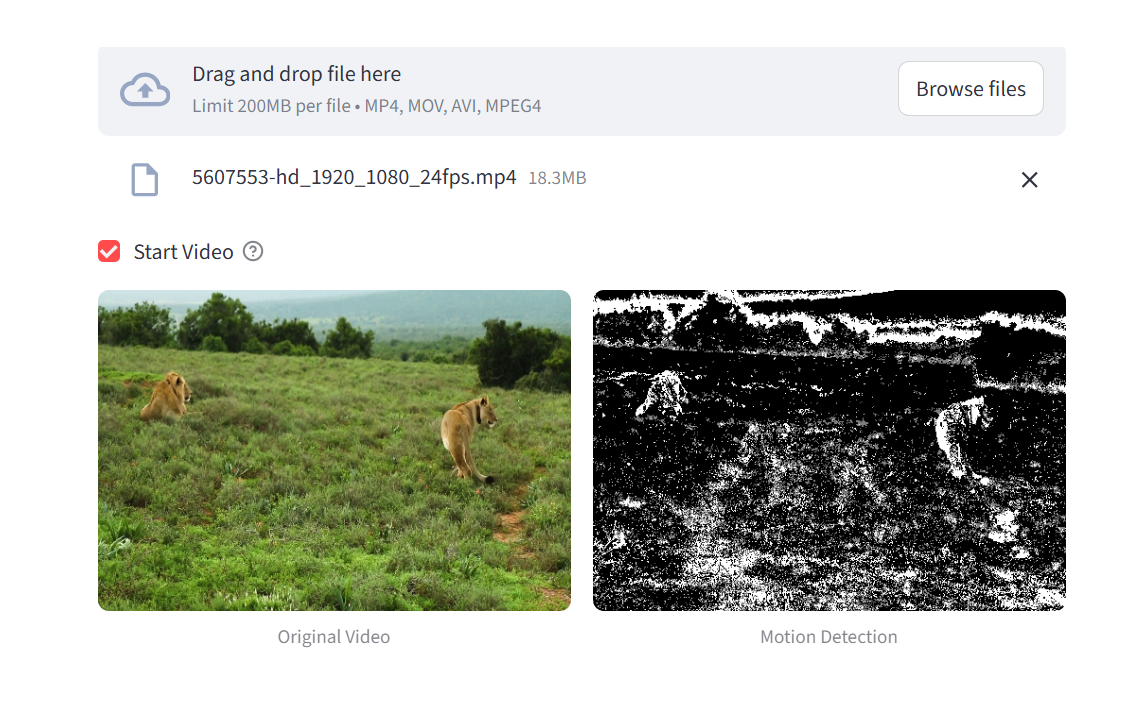 Drag and drop file here
Limit 200MB per file • MP4, MOV, AVI, MPEG4
Browse files
5607553-hd_1920_1080_24fps.mp4 18.3MB
Start Video
Original Video
Motion Detection